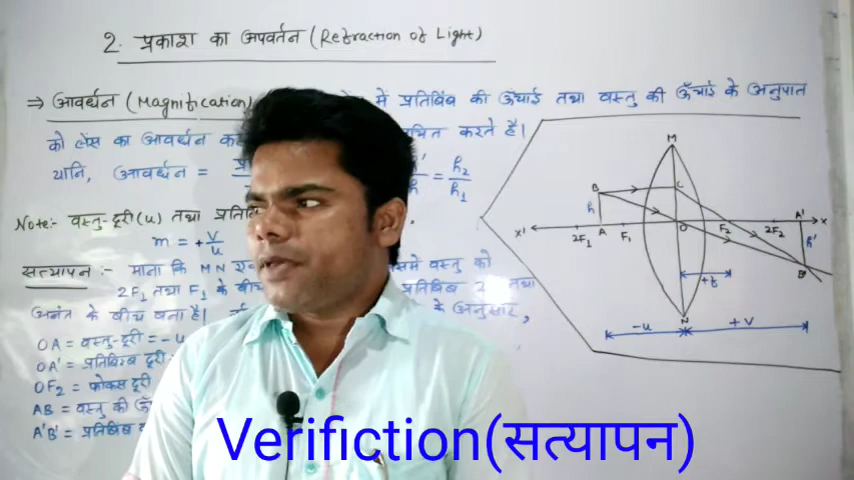 2. प्रकाश का अपवर्तन (Refraction of Light)
⇒ आवर्धन (Magnification) में प्रतिबिंब की ऊँचाई तथा वस्तु की ऊँचाई के अनुपात
को लेंस का आवर्धन करते है।
यानि, आवर्धन = = h2/h1
Note:- वस्तु-दूरी(u) तथा
m = +v/u
सत्यापन :- माना कि MN वस्तु को
2F1 तथा F1 के बीच प्रतिबिंब तथा
अनंत के बीच बना है। के अनुसार,
OA = वस्तु-दूरी = -u
OA' = प्रतिबिम्ब दूरी
OF2 = फोकस दूरी
AB = वस्तु की
A'B' = प्रतिबिंब
M
B C
h
X' 2F1 A F1 O F2 2F2 A' X
h'
B'
+f
N
-u +v
Verifiction(सत्यापन)